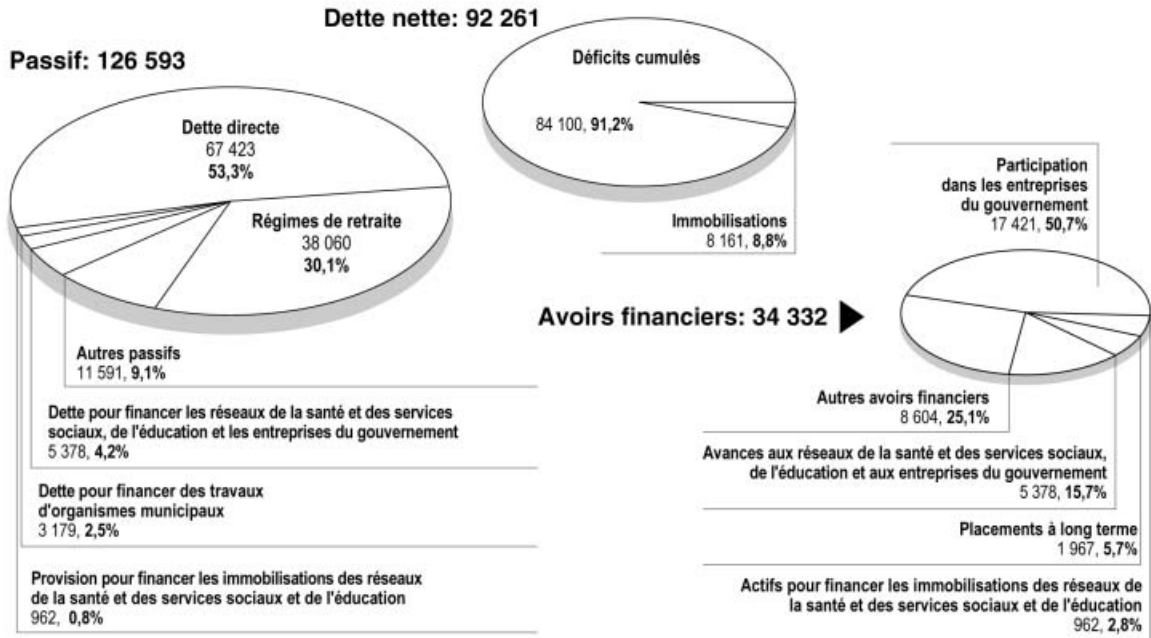 Dette nette: 92 261
Déficits cumulés
84 100, 91,2%
Immobilisations
8 161, 8,8%
Passif: 126 593
Dette directe
67 423
53,3%
Régimes de retraite
38 060
30,1%
Autres passifs
11 591, 9,1%
Dette pour financer les réseaux de la santé et des services
sociaux, de l'éducation et les entreprises du gouvernement
5 378, 4,2%
Dette pour financer des travaux
d'organismes municipaux
3 179, 2,5%
Provision pour financer les immobilisations des réseaux
de la santé et des services sociaux et de l'éducation
962, 0,8%
Avoirs financiers: 34 332
Participation
dans les entreprises
du gouvernement
17 421, 50,7%
Autres avoirs financiers
8 604, 25,1%
Avances aux réseaux de la santé et des services sociaux,
de l'éducation et aux entreprises du gouvernement
5 378, 15,7%
Placements à long terme
1 967, 5,7%
Actifs pour financer les immobilisations des réseaux de
la santé et des services sociaux et de l'éducation
962, 2,8%